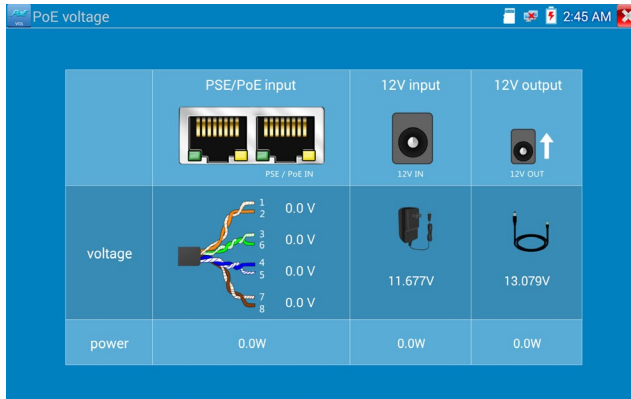 PoE voltage
2:45 AM
VOL
PSE/PoE input
12V input
12V output
PSE / PoE IN
12V IN
12V OUT
voltage
1
2
0.0 V
3
6
0.0 V
4
5
0.0 V
7
8
0.0 V
11.677V
13.079V
power
0.0W
0.0W
0.0W